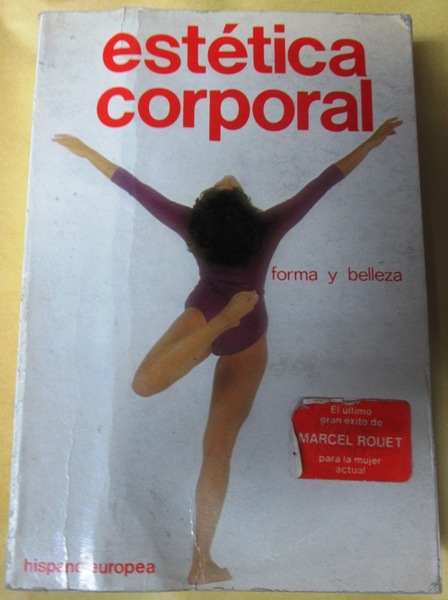 estética
corporal
forma y belleza
El último
gran éxito de
MARCEL ROUET
para la mujer
actual
hispano europea